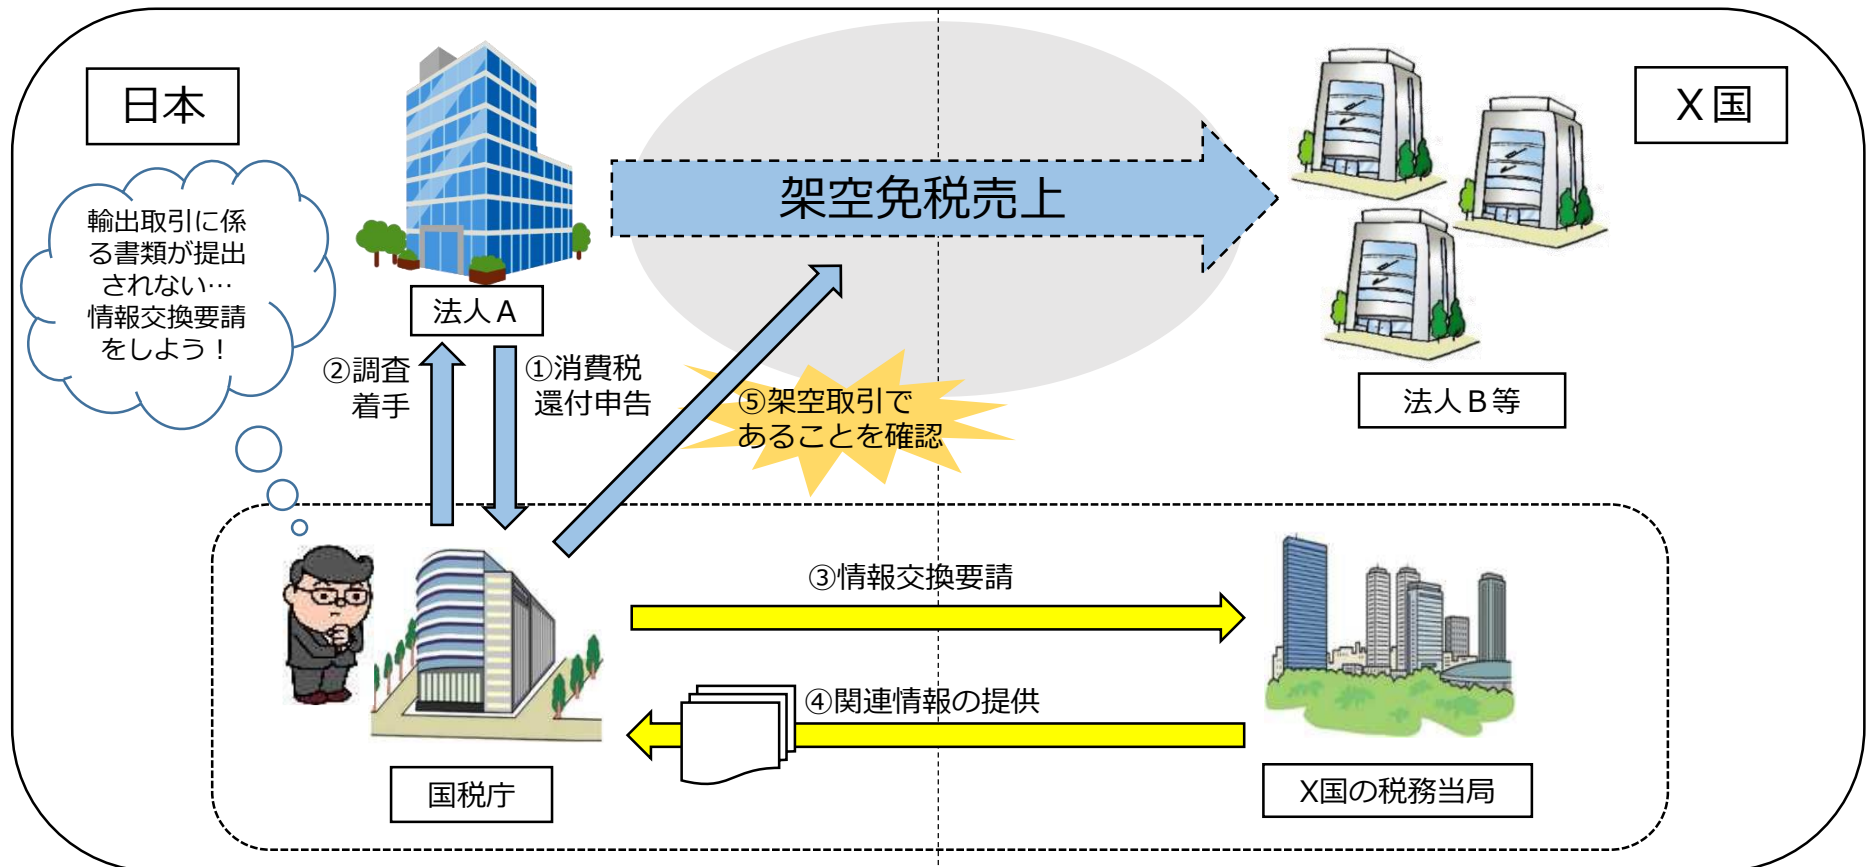 日本
X国
架空免税売上
輸出取引に係
る書類が提出
されない…
情報交換要請
をしよう！
法人A
法人B等
②調査
着手
①消費税
還付申告
⑤架空取引で
あることを確認
③情報交換要請
④関連情報の提供
国税庁
X国の税務当局